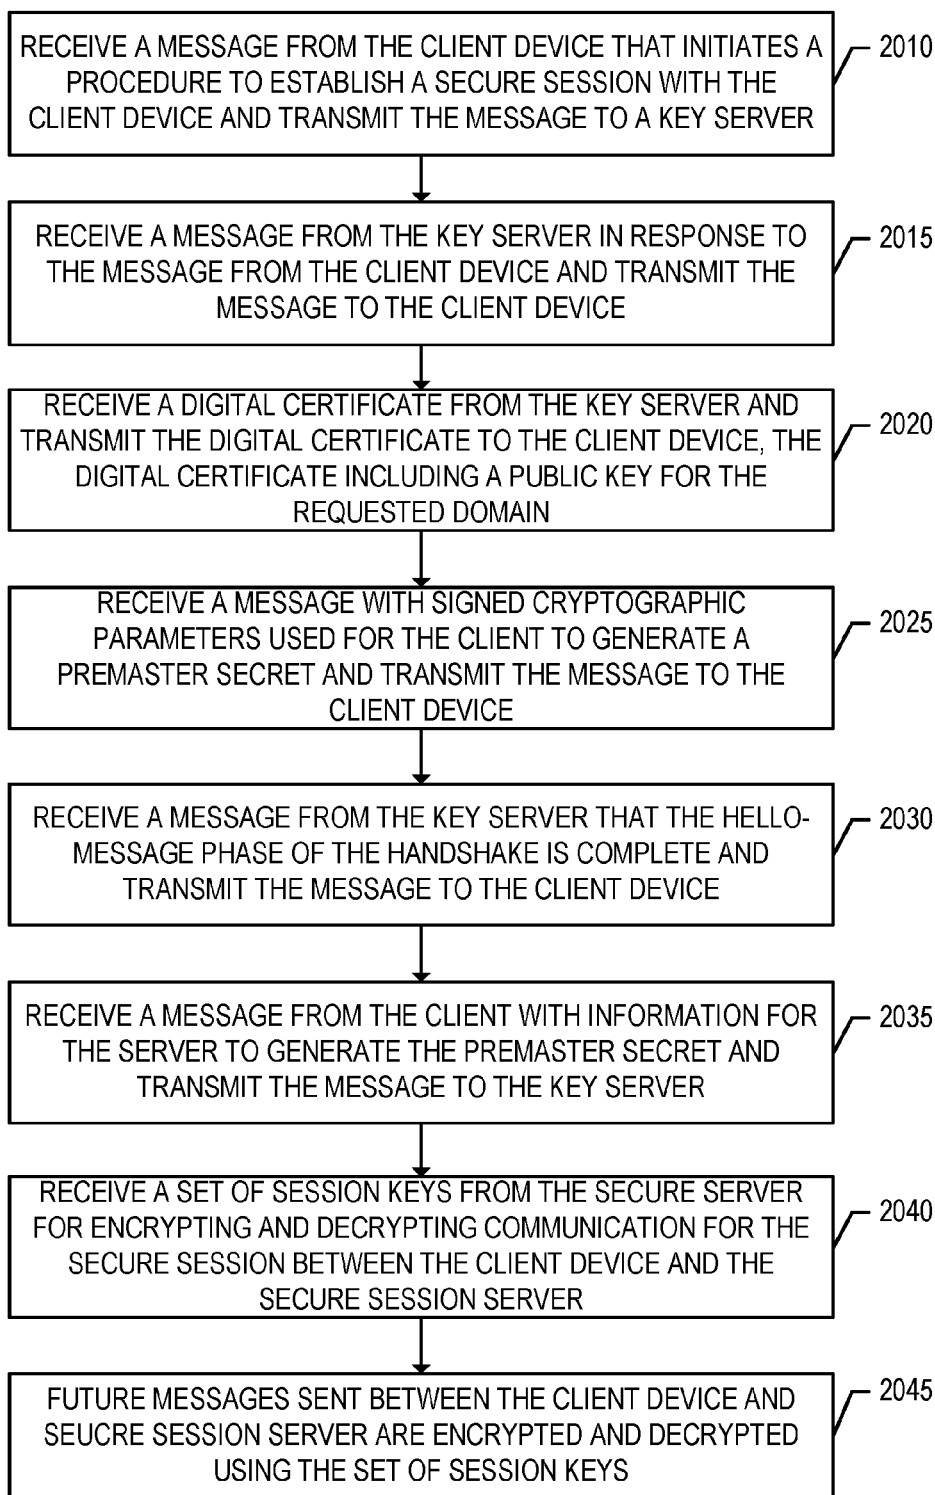 RECEIVE A MESSAGE FROM THE CLIENT DEVICE THAT INITIATES A
PROCEDURE TO ESTABLISH A SECURE SESSION WITH THE
CLIENT DEVICE AND TRANSMIT THE MESSAGE TO A KEY SERVER
2010
RECEIVE A MESSAGE FROM THE KEY SERVER IN RESPONSE TO
THE MESSAGE FROM THE CLIENT DEVICE AND TRANSMIT THE
MESSAGE TO THE CLIENT DEVICE
2015
RECEIVE A DIGITAL CERTIFICATE FROM THE KEY SERVER AND
TRANSMIT THE DIGITAL CERTIFICATE TO THE CLIENT DEVICE, THE
DIGITAL CERTIFICATE INCLUDING A PUBLIC KEY FOR THE
REQUESTED DOMAIN
2020
RECEIVE A MESSAGE WITH SIGNED CRYPTOGRAPHIC
PARAMETERS USED FOR THE CLIENT TO GENERATE A
PREMASTER SECRET AND TRANSMIT THE MESSAGE TO THE
CLIENT DEVICE
2025
RECEIVE A MESSAGE FROM THE KEY SERVER THAT THE HELLO-
MESSAGE PHASE OF THE HANDSHAKE IS COMPLETE AND
TRANSMIT THE MESSAGE TO THE CLIENT DEVICE
2030
RECEIVE A MESSAGE FROM THE CLIENT WITH INFORMATION FOR
THE SERVER TO GENERATE THE PREMASTER SECRET AND
TRANSMIT THE MESSAGE TO THE KEY SERVER
2035
RECEIVE A SET OF SESSION KEYS FROM THE SECURE SERVER
FOR ENCRYPTING AND DECRYPTING COMMUNICATION FOR THE
SECURE SESSION BETWEEN THE CLIENT DEVICE AND THE
SECURE SESSION SERVER
2040
FUTURE MESSAGES SENT BETWEEN THE CLIENT DEVICE AND
SEUCRE SESSION SERVER ARE ENCRYPTED AND DECRYPTED
USING THE SET OF SESSION KEYS
2045